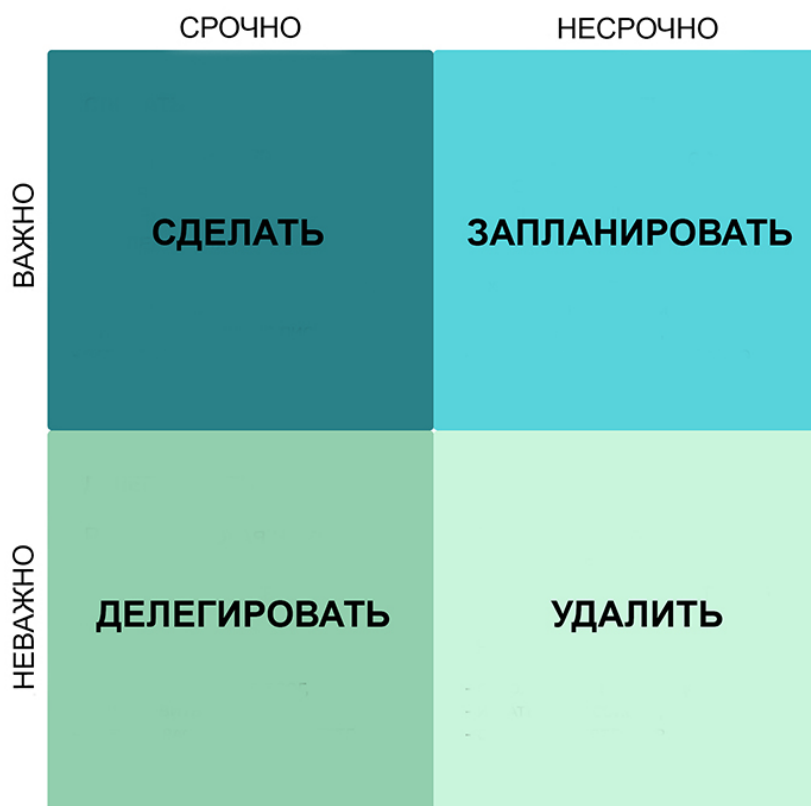 СРОЧНО НЕСРОЧНО
ВАЖНО
СДЕЛАТЬ ЗАПЛАНИРОВАТЬ
НЕВАЖНО
ДЕЛЕГИРОВАТЬ УДАЛИТЬ